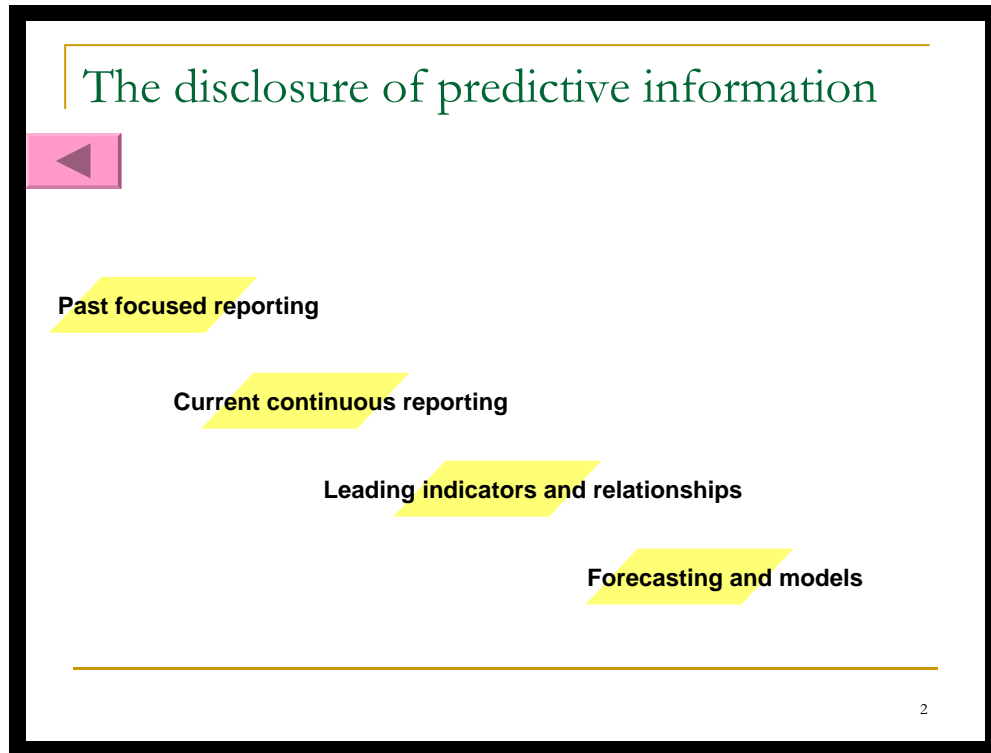 The disclosure of predictive information
Past focused reporting
Current continuous reporting
Leading indicators and relationships
Forecasting and models
2